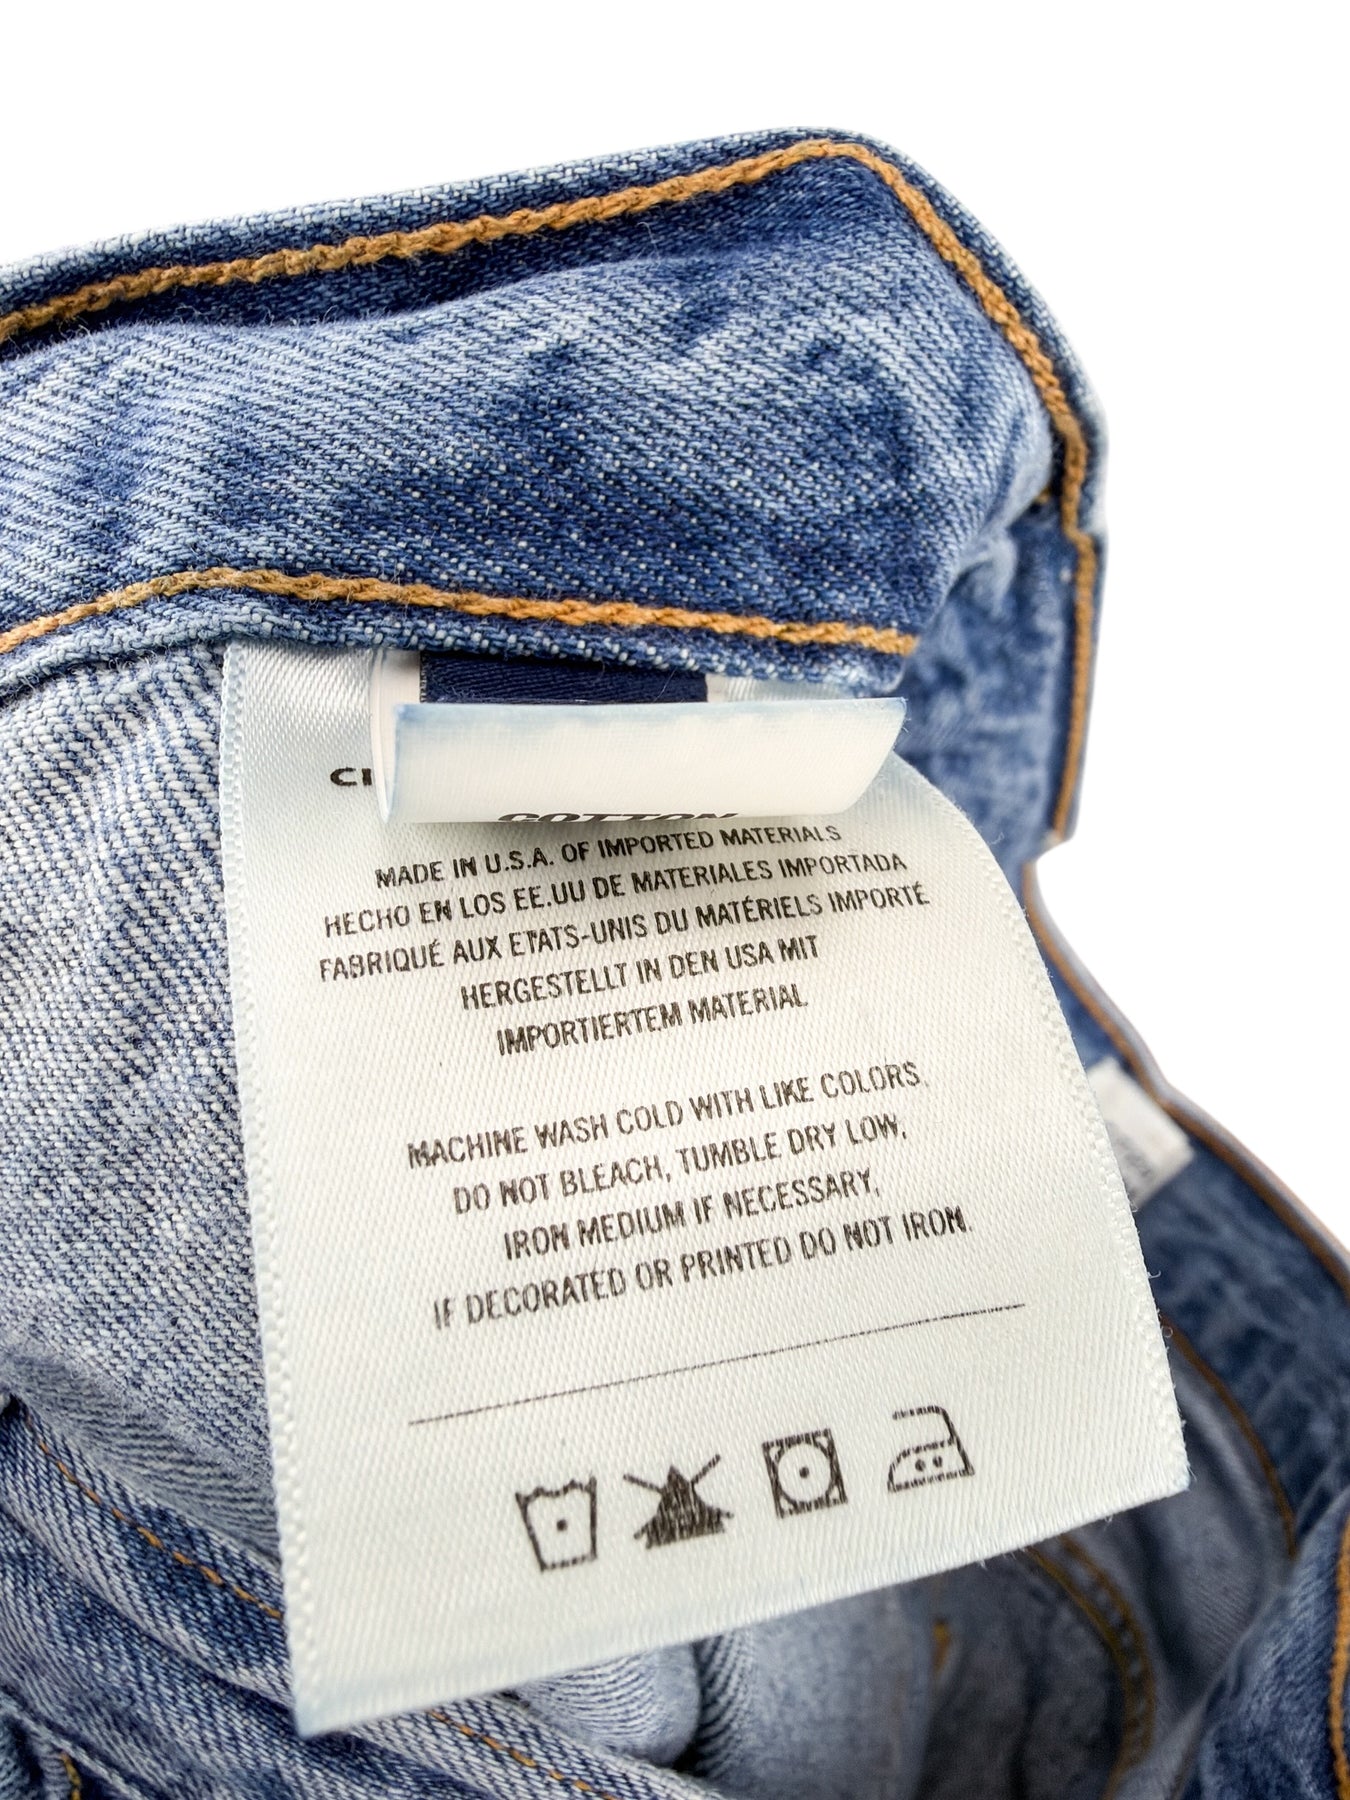 COTTON
MADE IN U.S.A. OF IMPORTED MATERIALS
HECHO EN LOS EE.UU DE MATERIALES IMPORTADA
FABRIQUÉ AUX ETATS-UNIS DU MATÉRIELS IMPORTÉ
HERGESTELLT IN DEN USA MIT
IMPORTIERTEM MATERIAL
MACHINE WASH COLD WITH LIKE COLORS,
DO NOT BLEACH, TUMBLE DRY LOW,
IRON MEDIUM IF NECESSARY,
IF DECORATED OR PRINTED DO NOT IRON.